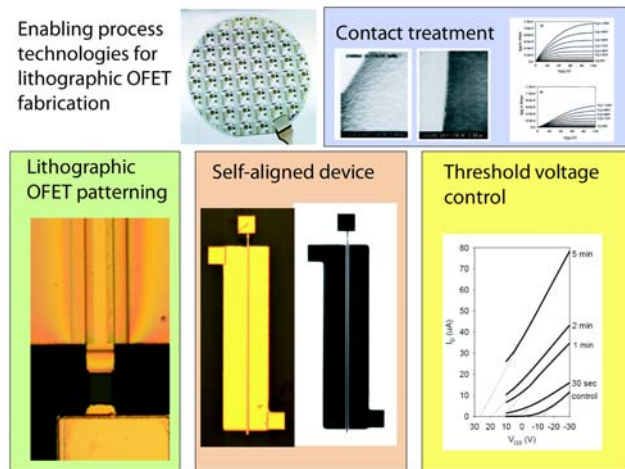 Enabling process
technologies for
lithographic OFET
fabrication
Contact treatment
Lithographic
OFET patterning
Self-aligned device
Threshold voltage
control
80
70
60
50
40
30
20
10
0
I_D (uA)
5 min
2 min
1 min
30 sec
control
30 20 10 0 -10 -20 -30
V_GS (V)